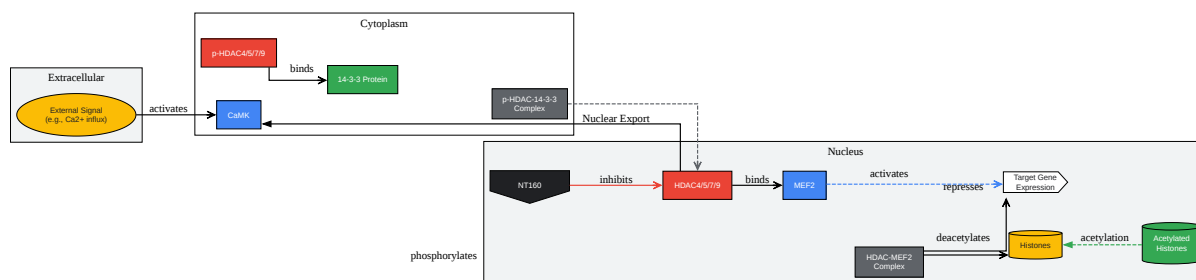 Cytoplasm
p-HDAC4/5/7/9
binds
14-3-3 Protein
Extracellular
External Signal
(e.g., Ca2+ influx)
activates
CaMK
p-HDAC-14-3-3
Complex
Nuclear Export
Nucleus
NT160
inhibits
HDAC4/5/7/9
binds
MEF2
activates
represses
Target Gene
Expression
deacetylates
Histones
acetylation
Acetylated
Histones
phosphorylates
HDAC-MEF2
Complex